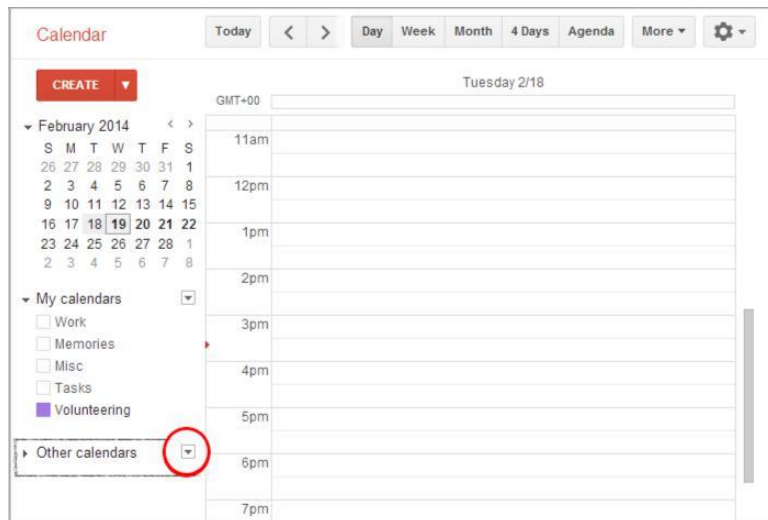 Calendar
Today
Day Week Month 4 Days Agenda More
CREATE
Tuesday 2/18
GMT+00
February 2014
S M T W T F S
26 27 28 29 30 31 1
2 3 4 5 6 7 8
9 10 11 12 13 14 15
16 17 18 19 20 21 22
23 24 25 26 27 28 1
2 3 4 5 6 7 8
My calendars
Work
Memories
Misc
Tasks
Volunteering
Other calendars
11am
12pm
1pm
2pm
3pm
4pm
5pm
6pm
7pm